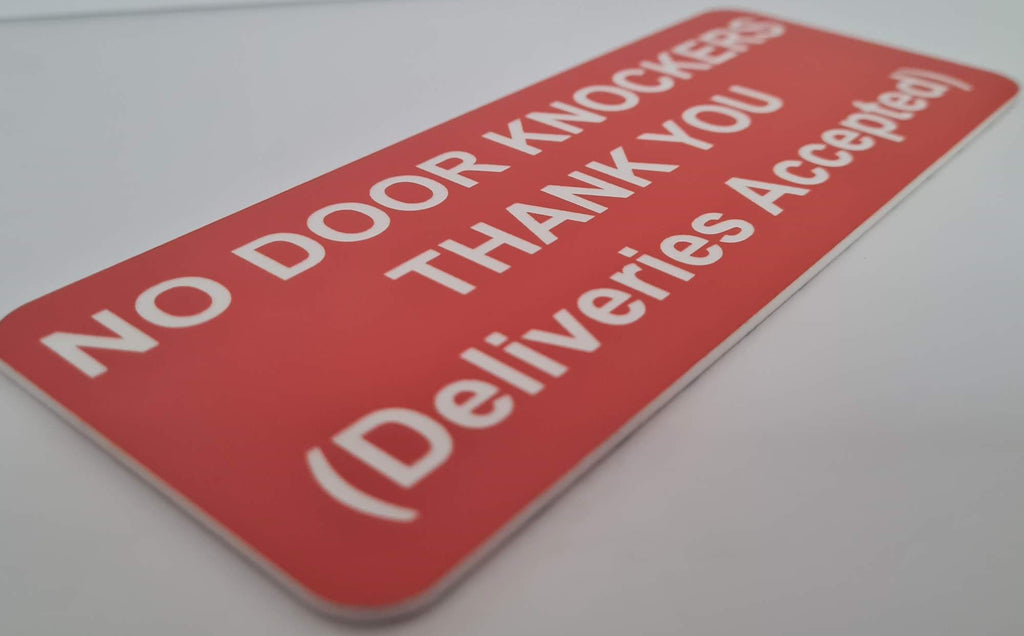 NO DOOR KNOCKERS
THANK YOU
(Deliveries Accepted)